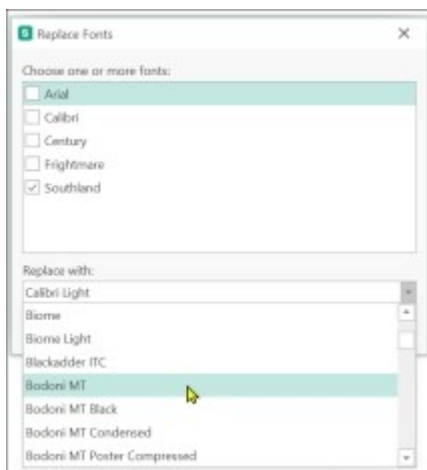 S Replace Fonts
Choose one or more fonts:
Arial
Calibri
Century
Frightmare
Southland
Replace with:
Calibri Light
Biome
Biome Light
Blackadder ITC
Bodoni MT
Bodoni MT Black
Bodoni MT Condensed
Bodoni MT Poster Compressed